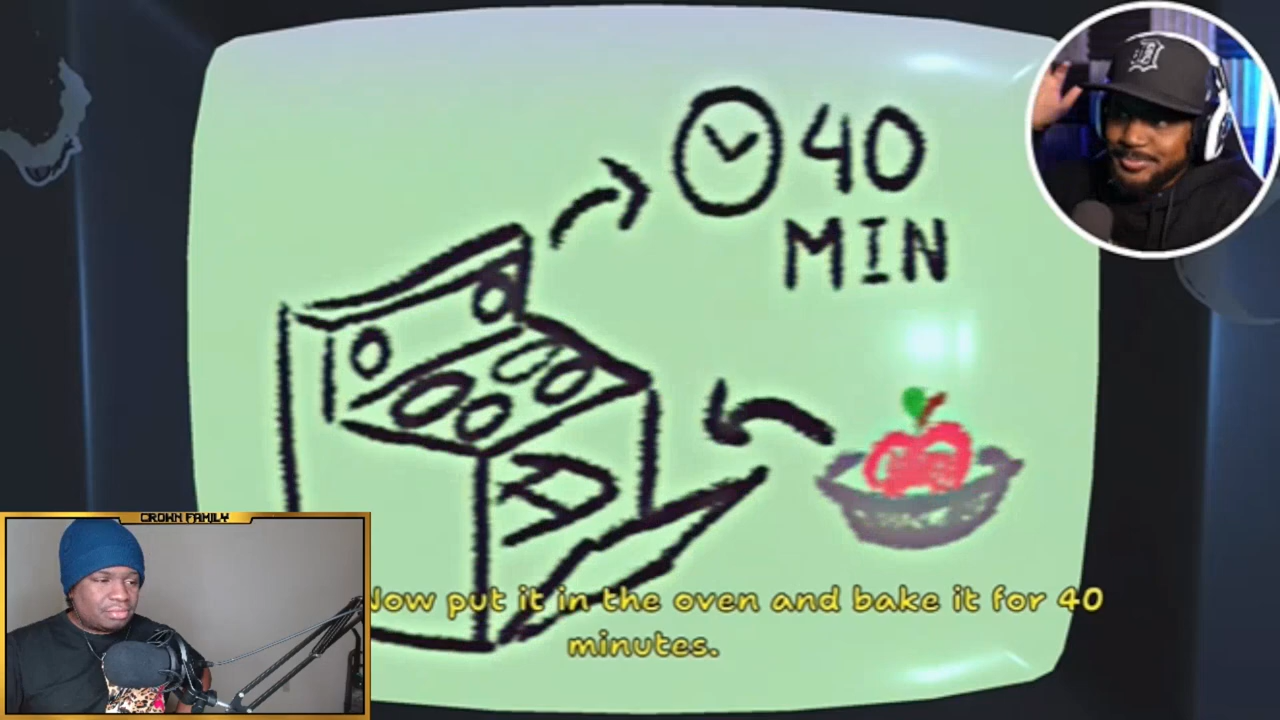 40
MIN
Now put it in the oven and bake it for 40
minutes.
CROWN FAMILY